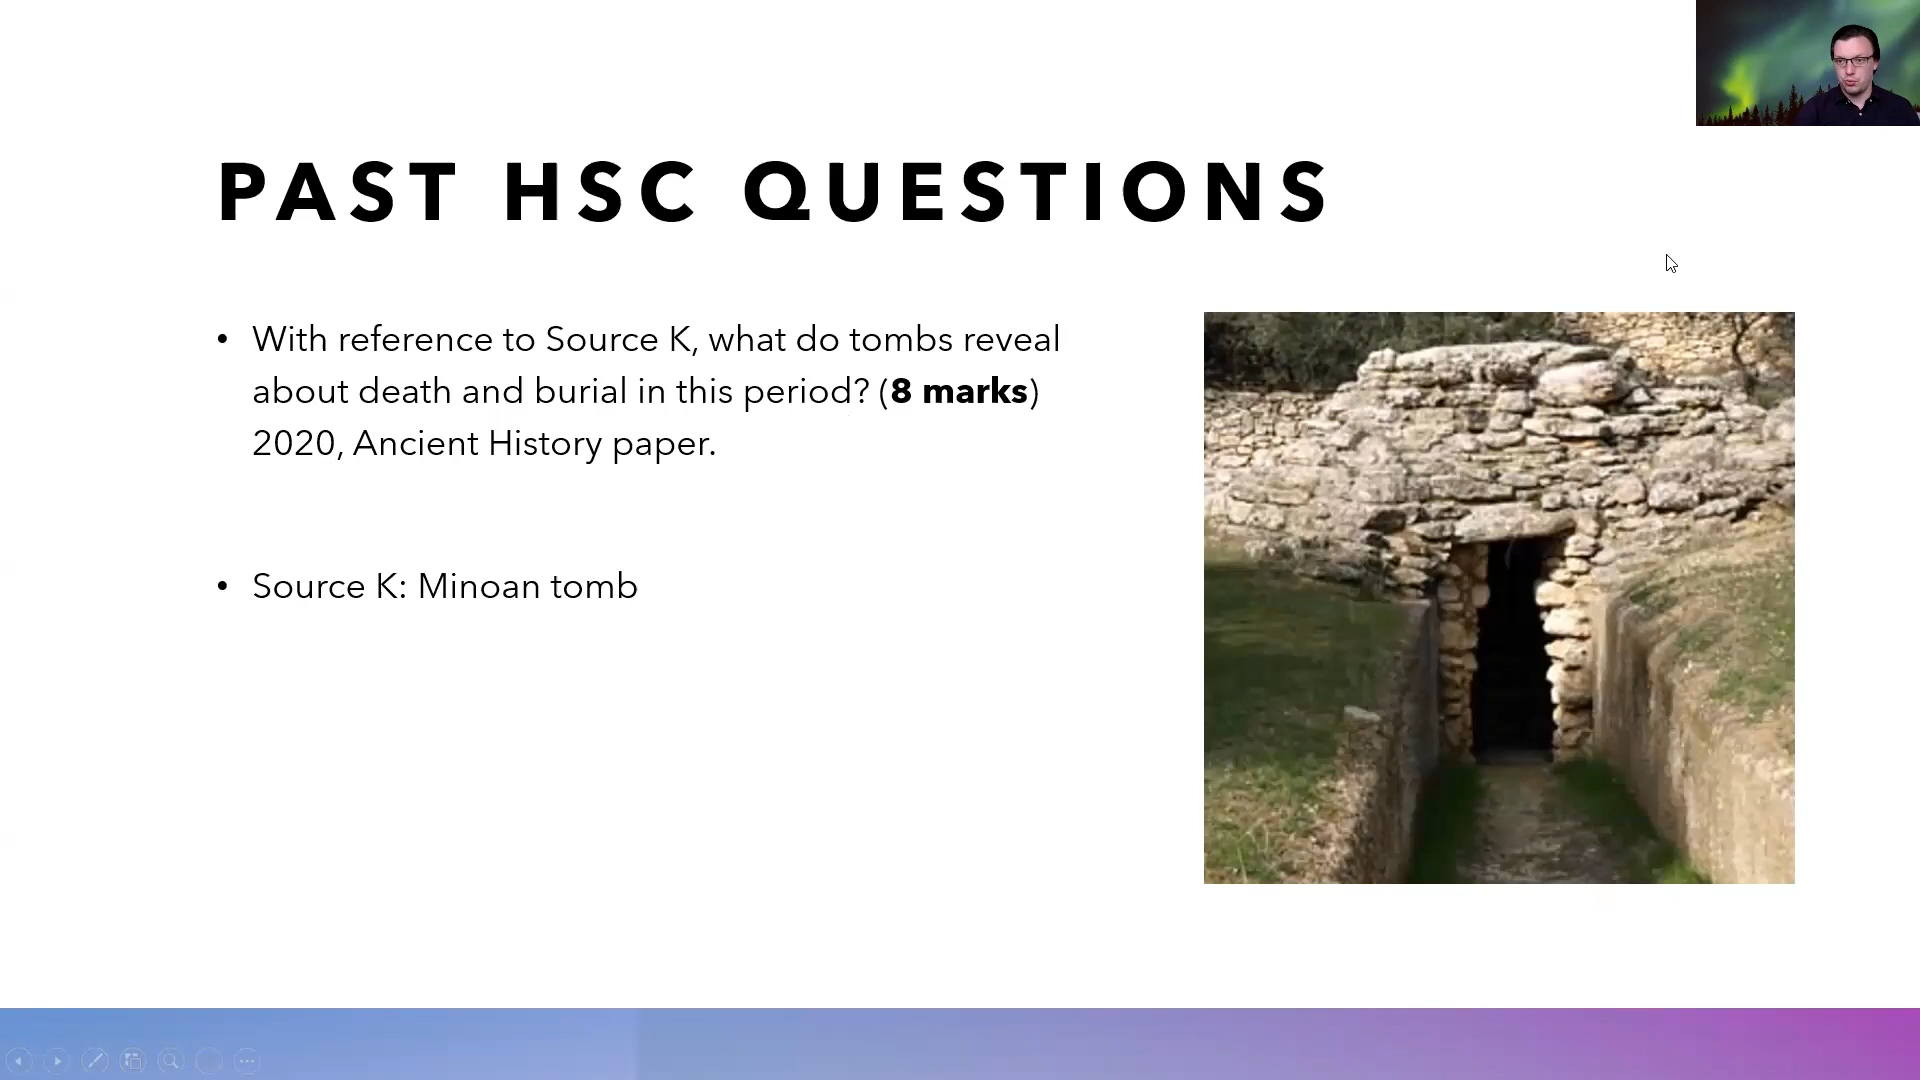 PAST HSC QUESTIONS
• With reference to Source K, what do tombs reveal
about death and burial in this period? (8 marks)
2020, Ancient History paper.
• Source K: Minoan tomb